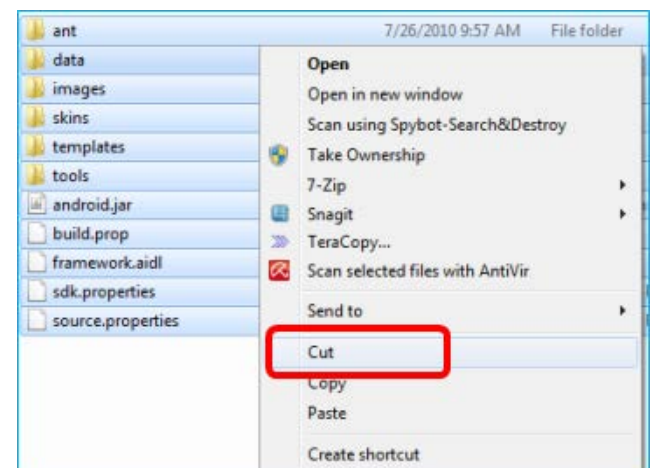 ant 7/26/2010 9:57 AM File folder
data
images
skins
templates
tools
android.jar
build.prop
framework.aidl
sdk.properties
source.properties
Open
Open in new window
Scan using Spybot-Search&Destroy
Take Ownership
7-Zip
Snagit
TeraCopy...
Scan selected files with AntiVir
Send to
Cut
Copy
Paste
Create shortcut